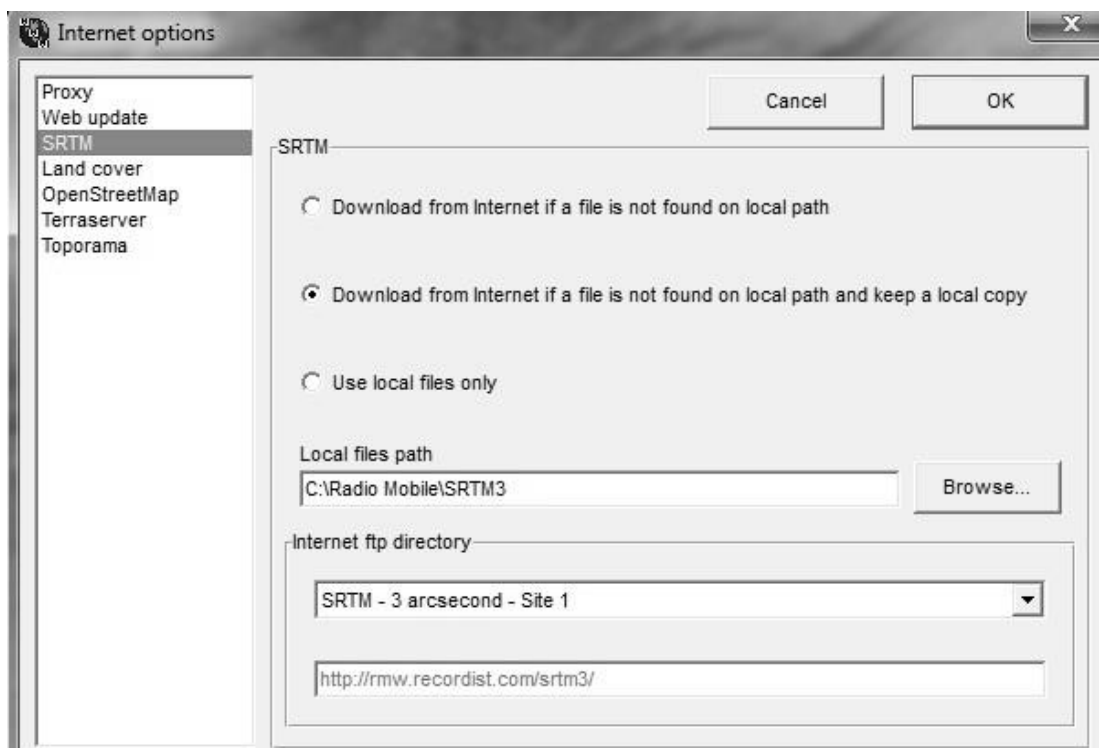 Internet options
Proxy
Web update
SRTM
Land cover
OpenStreetMap
Terraserver
Toporama
Cancel
OK
SRTM
Download from Internet if a file is not found on local path
Download from Internet if a file is not found on local path and keep a local copy
Use local files only
Local files path
C:\Radio Mobile\SRTM3
Browse...
Internet ftp directory
SRTM - 3 arcsecond - Site 1
http://rmw.recordist.com/srtm3/